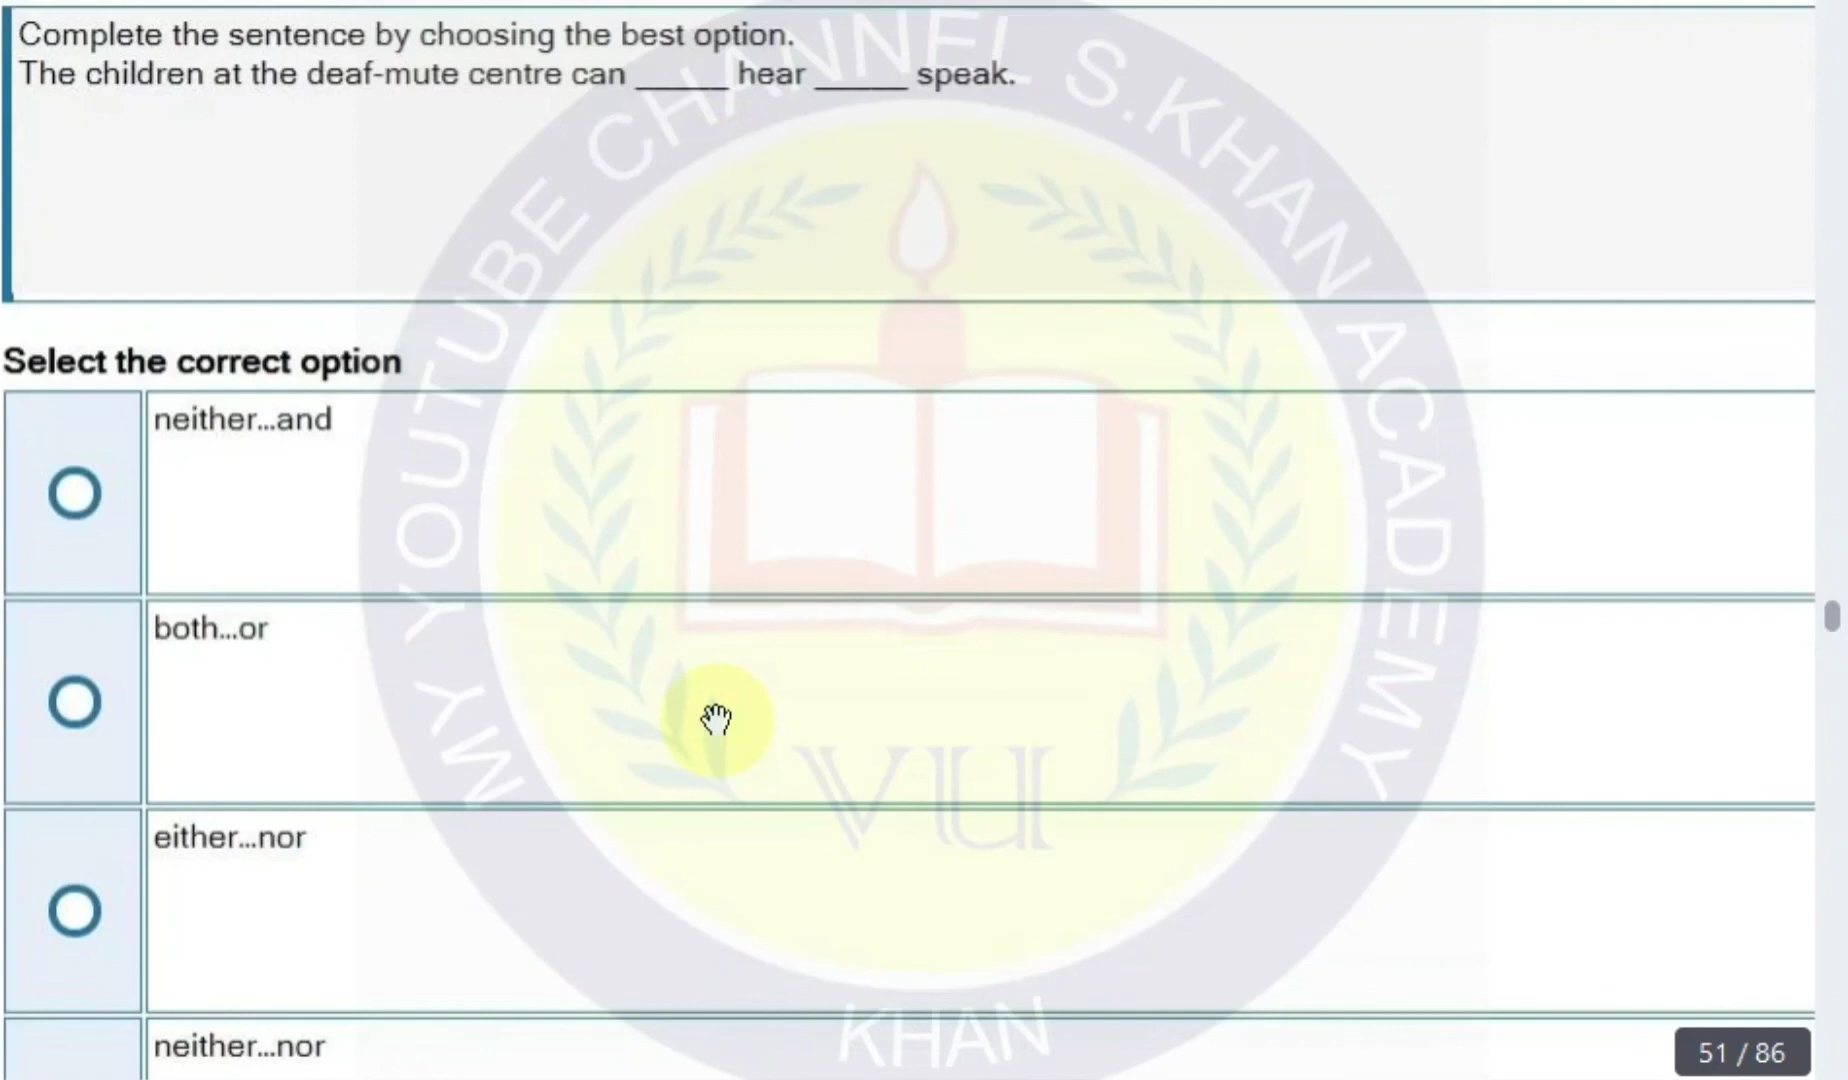 Complete the sentence by choosing the best option.
The children at the deaf-mute centre can ______ hear ______ speak.
Select the correct option
neither...and
both...or
either...nor
neither...nor
MY YOUTUBE CHANNEL S.KHAN ACADEMY
VU
KHAN
51 / 86